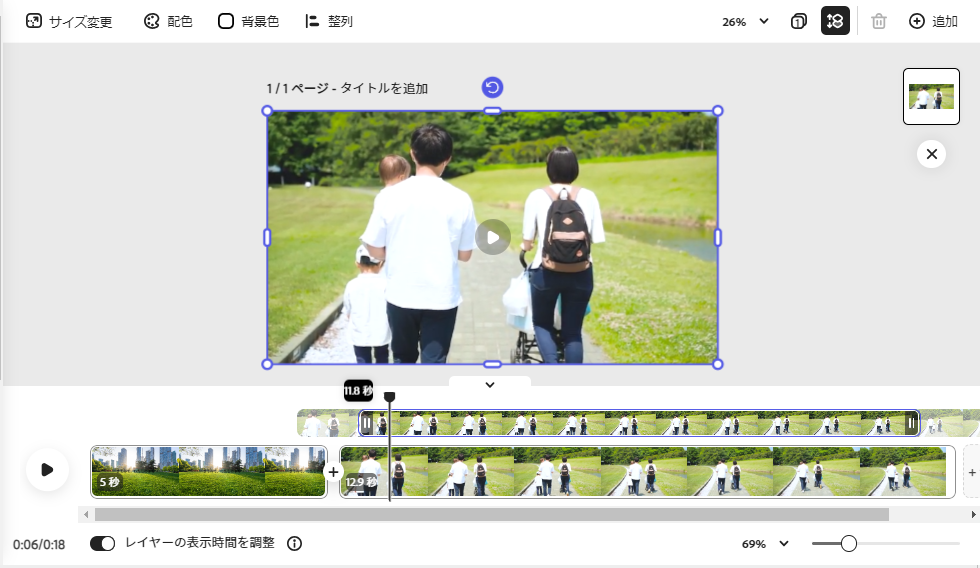 サイズ変更 配色 背景色 整列 26% 1 追加
1 / 1 ページ - タイトルを追加
11.8 秒
5 秒 12.9 秒
0:06/0:18 レイヤーの表示時間を調整 69%